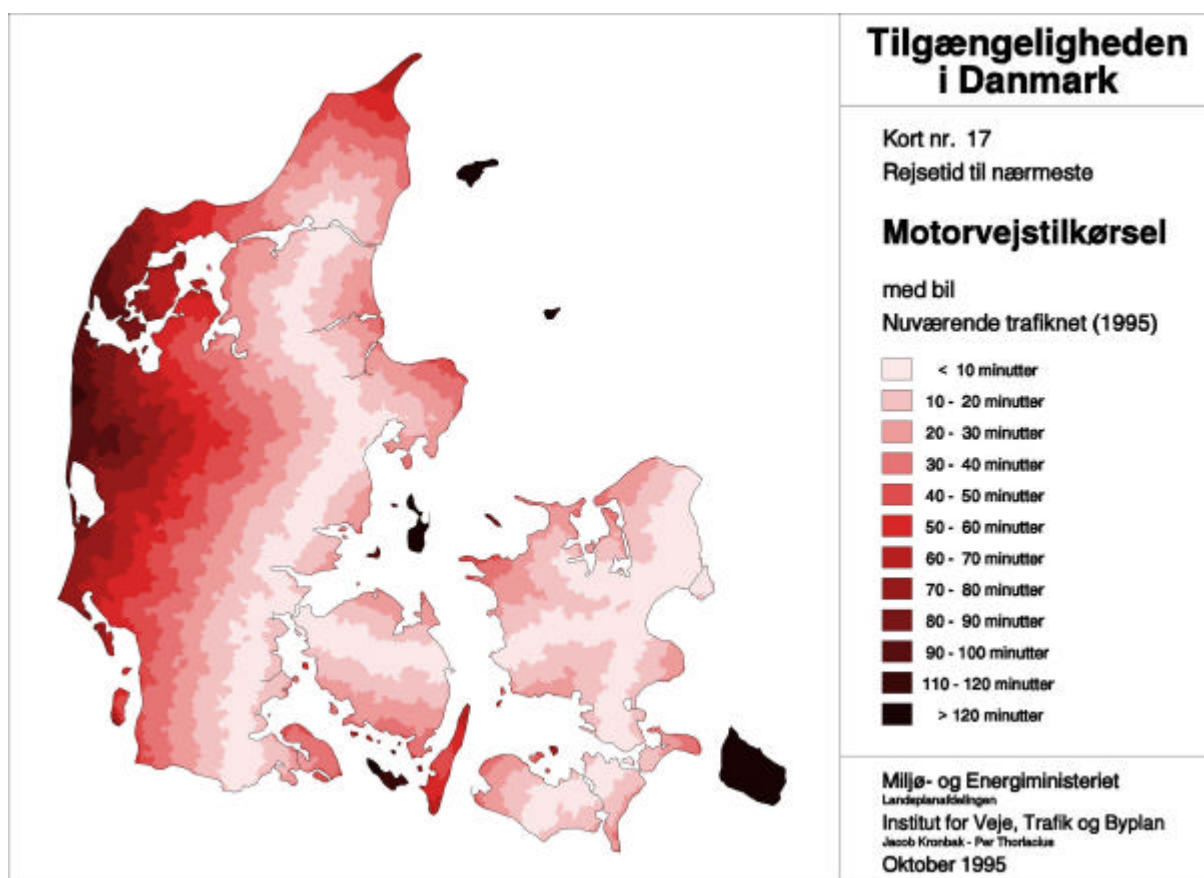 Tilgængeligheden
i Danmark
Kort nr. 17
Rejsetid til nærmeste
Motorvejstilkørsel
med bil
Nuværende trafiknet (1995)
< 10 minutter
10 - 20 minutter
20 - 30 minutter
30 - 40 minutter
40 - 50 minutter
50 - 60 minutter
60 - 70 minutter
70 - 80 minutter
80 - 90 minutter
90 - 100 minutter
110 - 120 minutter
> 120 minutter
Miljø- og Energiministeriet
Landsplanafdelingen
Institut for Veje, Trafik og Byplan
Jacob Kronbak - Per Thorlacius
Oktober 1995